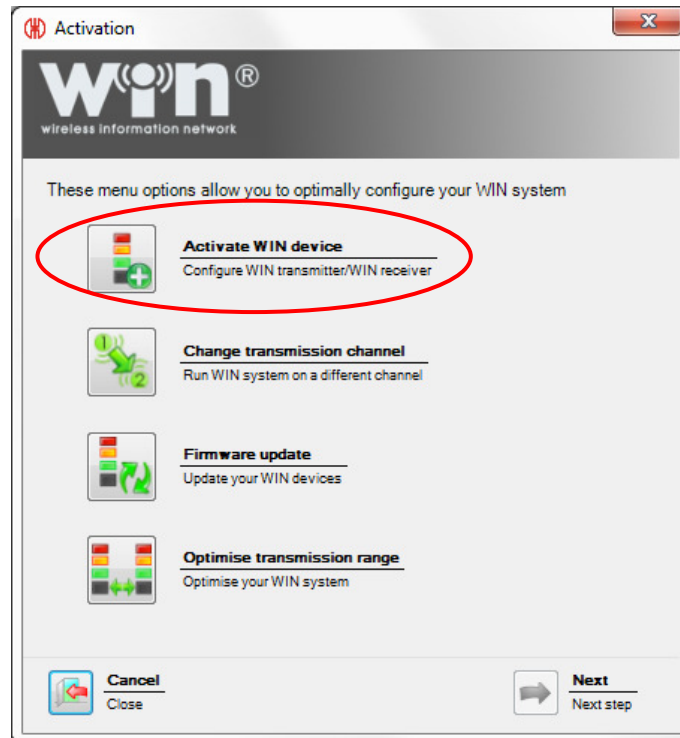 Activation
WIN®
wireless information network
These menu options allow you to optimally configure your WIN system
Activate WIN device
Configure WIN transmitter/WIN receiver
1
2
Change transmission channel
Run WIN system on a different channel
Firmware update
Update your WIN devices
Optimise transmission range
Optimise your WIN system
Cancel
Close
Next
Next step